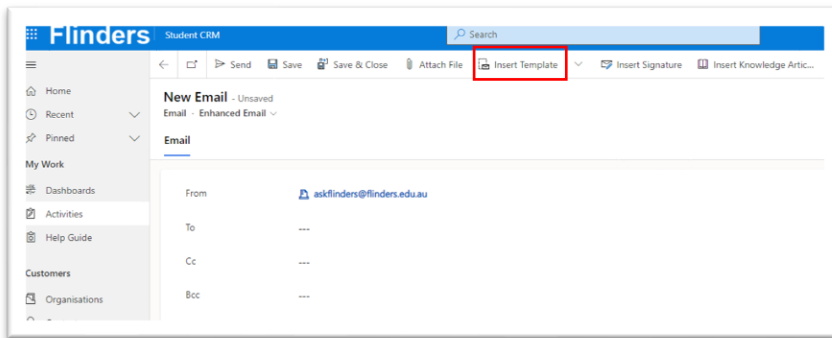 Flinders Student CRM Search
Send Save Save & Close Attach File Insert Template Insert Signature Insert Knowledge Artic...
Home
Recent
Pinned
My Work
Dashboards
Activities
Help Guide
Customers
Organisations
New Email - Unsaved
Email · Enhanced Email
Email
From askflinders@flinders.edu.au
To ---
Cc ---
Bcc ---